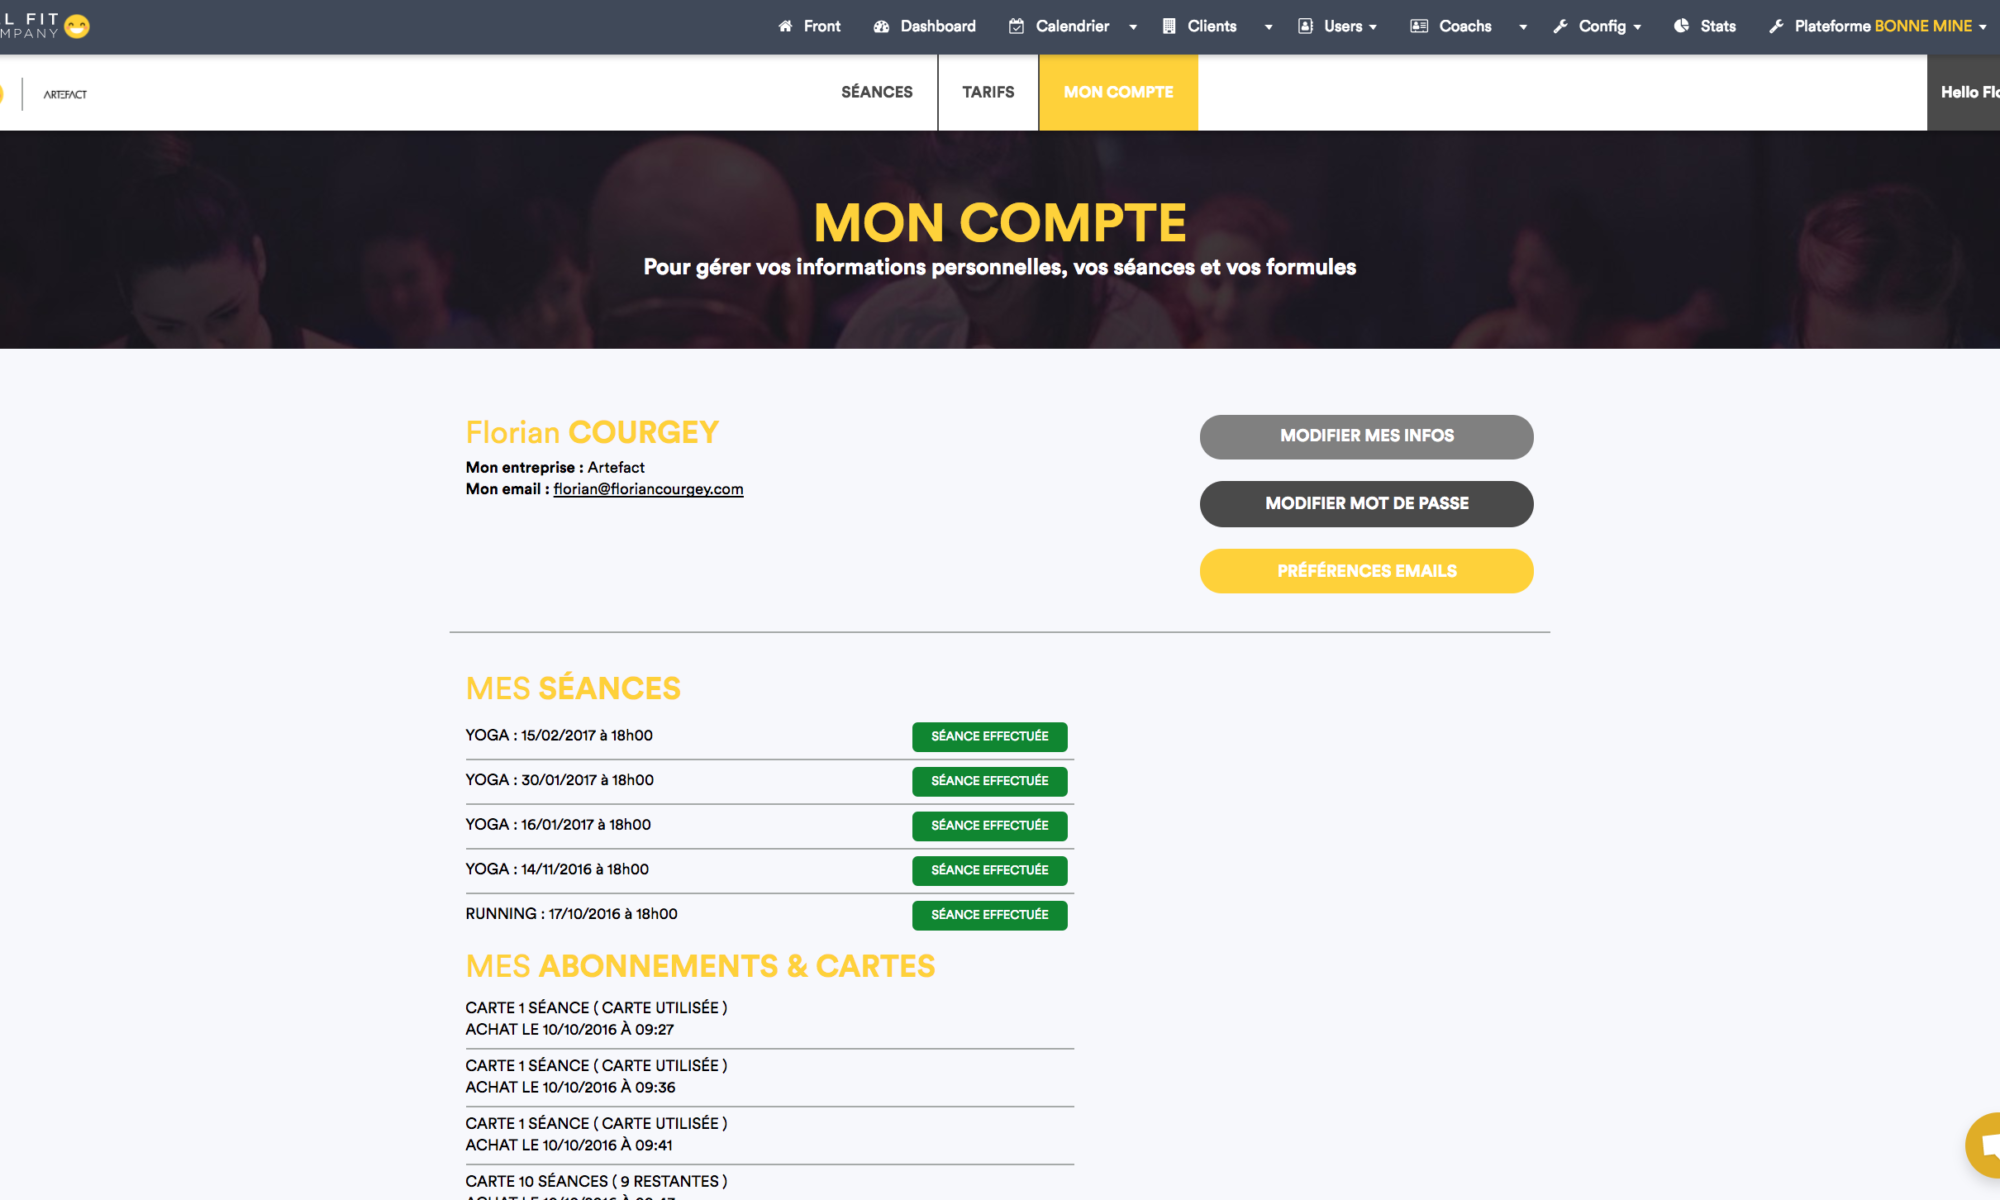 L FIT
MPANY
Front
Dashboard
Calendrier
Clients
Users
Coachs
Config
Stats
Plateforme BONNE MINE
ARTEFACT
SÉANCES
TARIFS
MON COMPTE
Hello Flo
MON COMPTE
Pour gérer vos informations personnelles, vos séances et vos formules
Florian COURGEY
Mon entreprise : Artefact
Mon email : florian@floriancourgey.com
MODIFIER MES INFOS
MODIFIER MOT DE PASSE
PRÉFÉRENCES EMAILS
MES SÉANCES
YOGA : 15/02/2017 à 18h00
SÉANCE EFFECTUÉE
YOGA : 30/01/2017 à 18h00
SÉANCE EFFECTUÉE
YOGA : 16/01/2017 à 18h00
SÉANCE EFFECTUÉE
YOGA : 14/11/2016 à 18h00
SÉANCE EFFECTUÉE
RUNNING : 17/10/2016 à 18h00
SÉANCE EFFECTUÉE
MES ABONNEMENTS & CARTES
CARTE 1 SÉANCE ( CARTE UTILISÉE )
ACHAT LE 10/10/2016 À 09:27
CARTE 1 SÉANCE ( CARTE UTILISÉE )
ACHAT LE 10/10/2016 À 09:36
CARTE 1 SÉANCE ( CARTE UTILISÉE )
ACHAT LE 10/10/2016 À 09:41
CARTE 10 SÉANCES ( 9 RESTANTES )